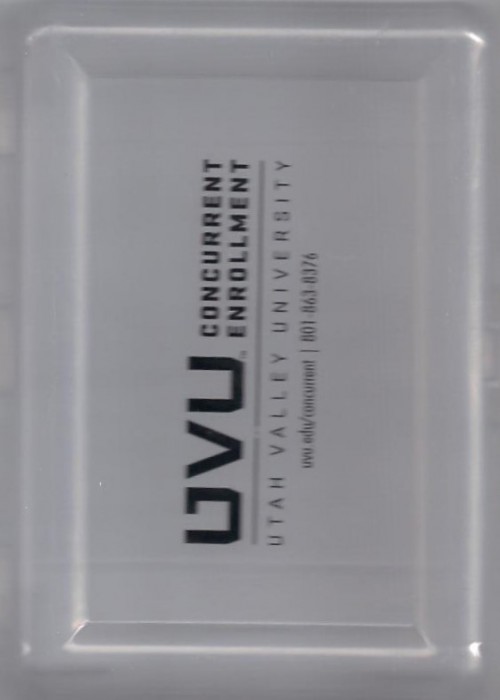 UVU CONCURRENT
ENROLLMENT
UTAH VALLEY UNIVERSITY
uvu.edu/concurrent | 801-863-8376